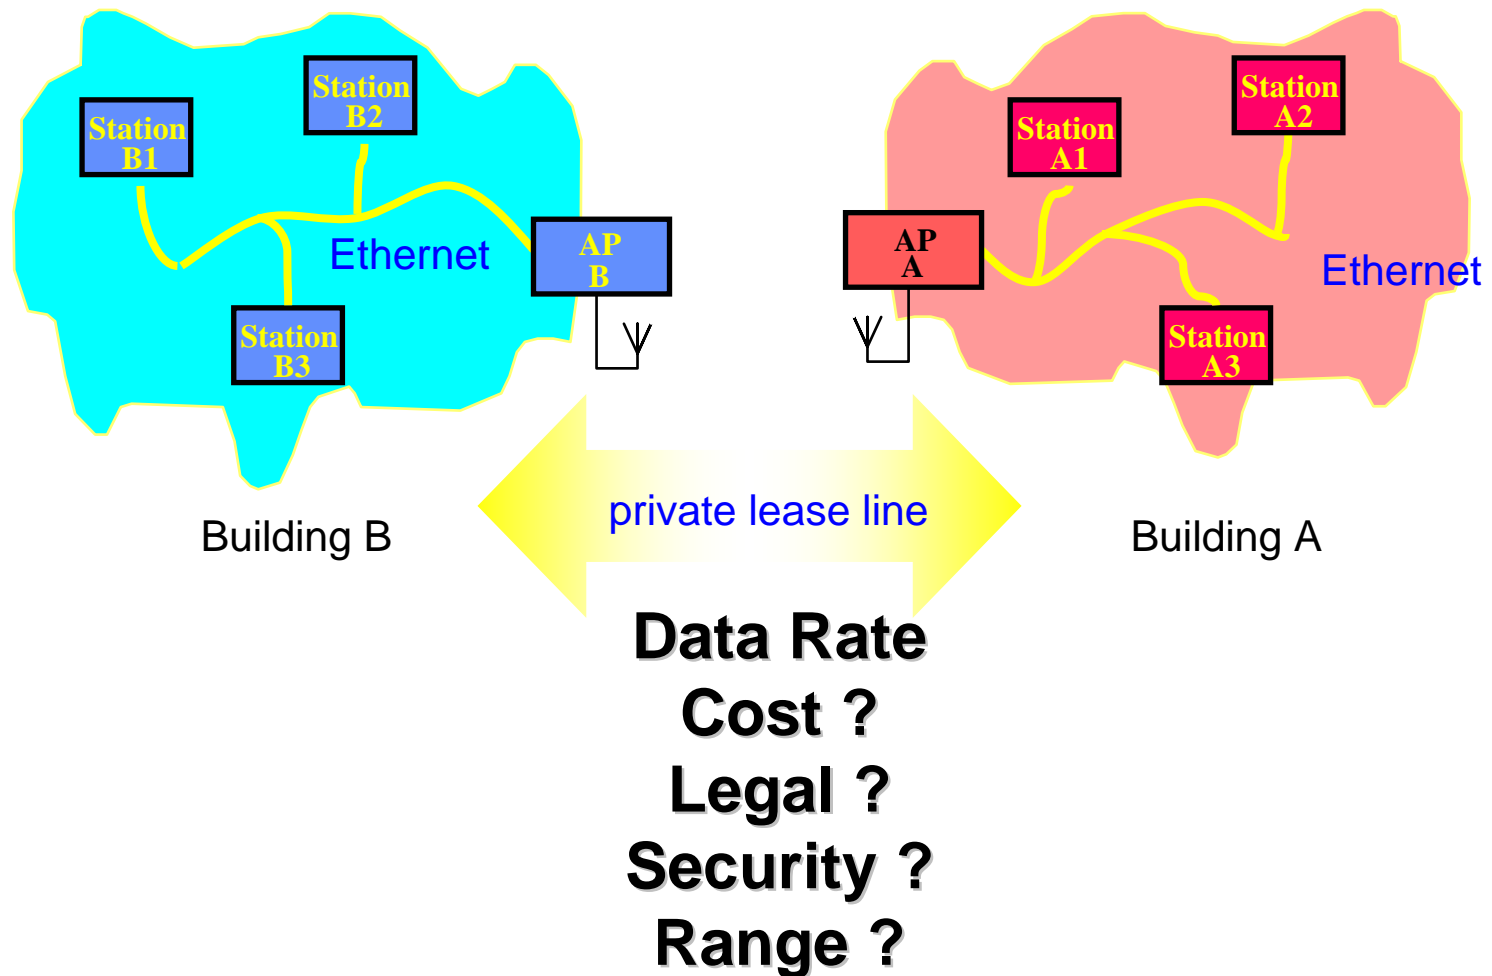 Station
B1
Station
B2
Ethernet
AP
B
Station
B3
Building B
Station
A1
Station
A2
AP
A
Ethernet
Station
A3
Building A
private lease line
Data Rate
Cost ?
Legal ?
Security ?
Range ?